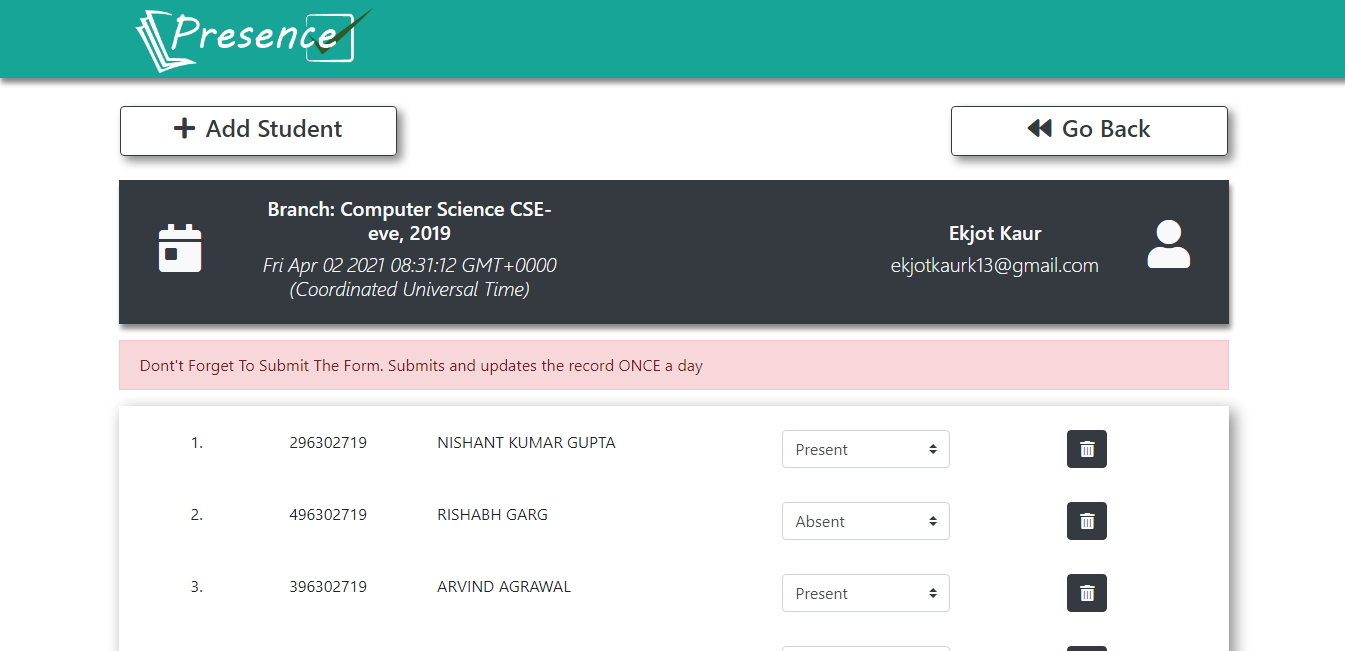 Presence
Add Student
Go Back
Branch: Computer Science CSE-
eve, 2019
Fri Apr 02 2021 08:31:12 GMT+0000
(Coordinated Universal Time)
Ekjot Kaur
ekjotkaurk13@gmail.com
Dont't Forget To Submit The Form. Submits and updates the record ONCE a day
1. 296302719 NISHANT KUMAR GUPTA Present
2. 496302719 RISHABH GARG Absent
3. 396302719 ARVIND AGRAWAL Present